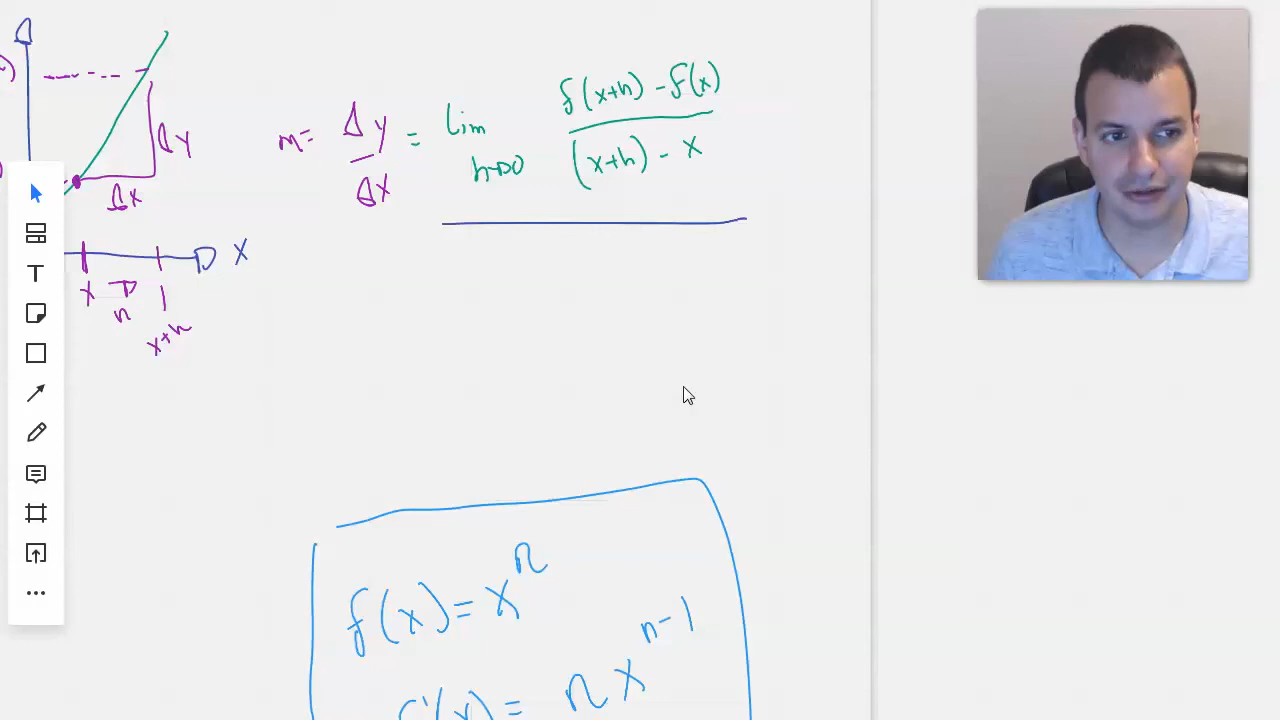 Δy
Δx
x
h
x+h
X
m = Δy/Δx = lim h→0 f(x+h) - f(x) / (x+h) - x
T
f(x) = x^n
f'(x) = n x^{n-1}